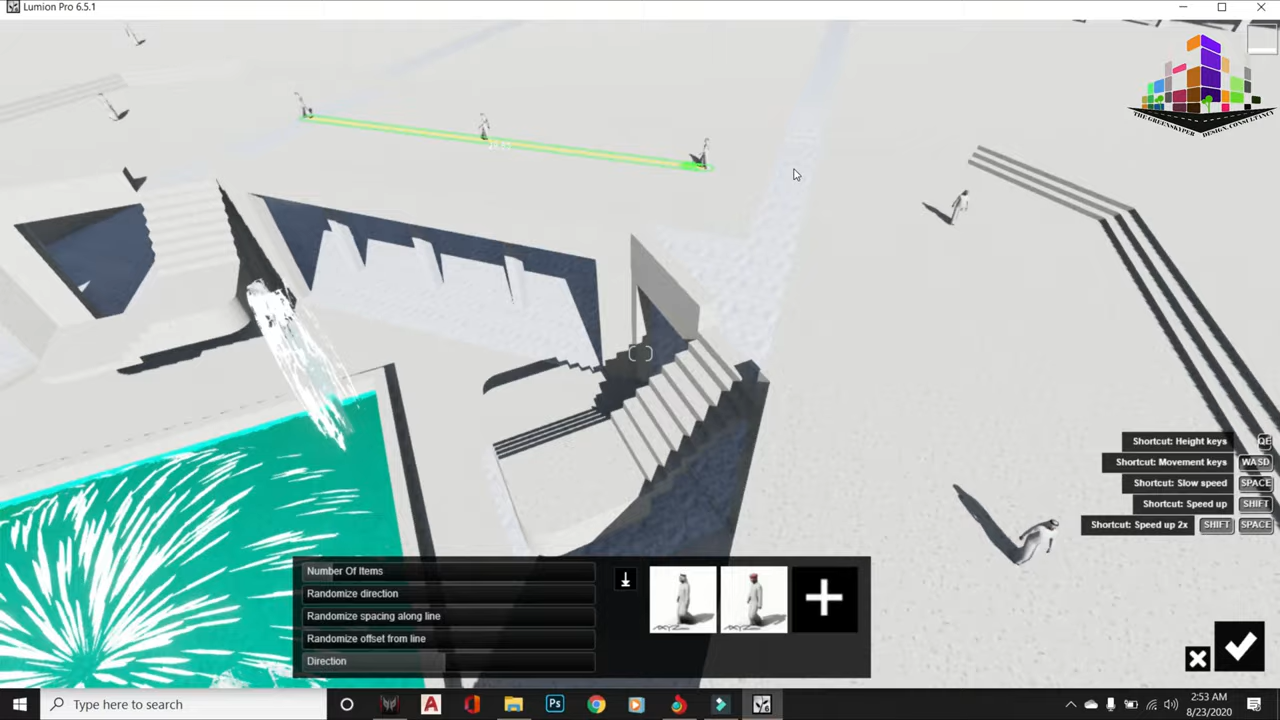 Lumion Pro 6.5.1
THE GREENSKYPER DESIGN CONSULTANCY
Shortcut: Height keys QE
Shortcut: Movement keys WASD
Shortcut: Slow speed SPACE
Shortcut: Speed up SHIFT
Shortcut: Speed up 2x SHIFT SPACE
Number Of Items
Randomize direction
Randomize spacing along line
Randomize offset from line
Direction
Type here to search
2:53 AM
8/23/2020